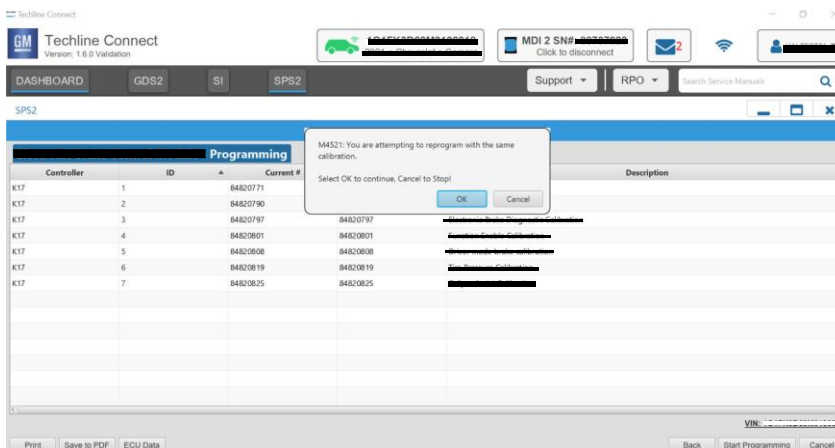 Techline Connect
GM
Techline Connect
Version: 1.6.0 Validation
MDI 2 SN#
Click to disconnect
2
DASHBOARD GDS2 SI SPS2 Support RPO Search Service Manuals
SPS2
Programming
M4521: You are attempting to reprogram with the same
calibration.
Select OK to continue, Cancel to Stop!
OK Cancel
Controller ID Current # Description
K17 1 84820771
K17 2 84820790
K17 3 84820797 84820797
K17 4 84820801 84820801
K17 5 84820808 84820808
K17 6 84820819 84820819
K17 7 84820825 84820825
VIN:
Print Save to PDF ECU Data Back Start Programming Cancel